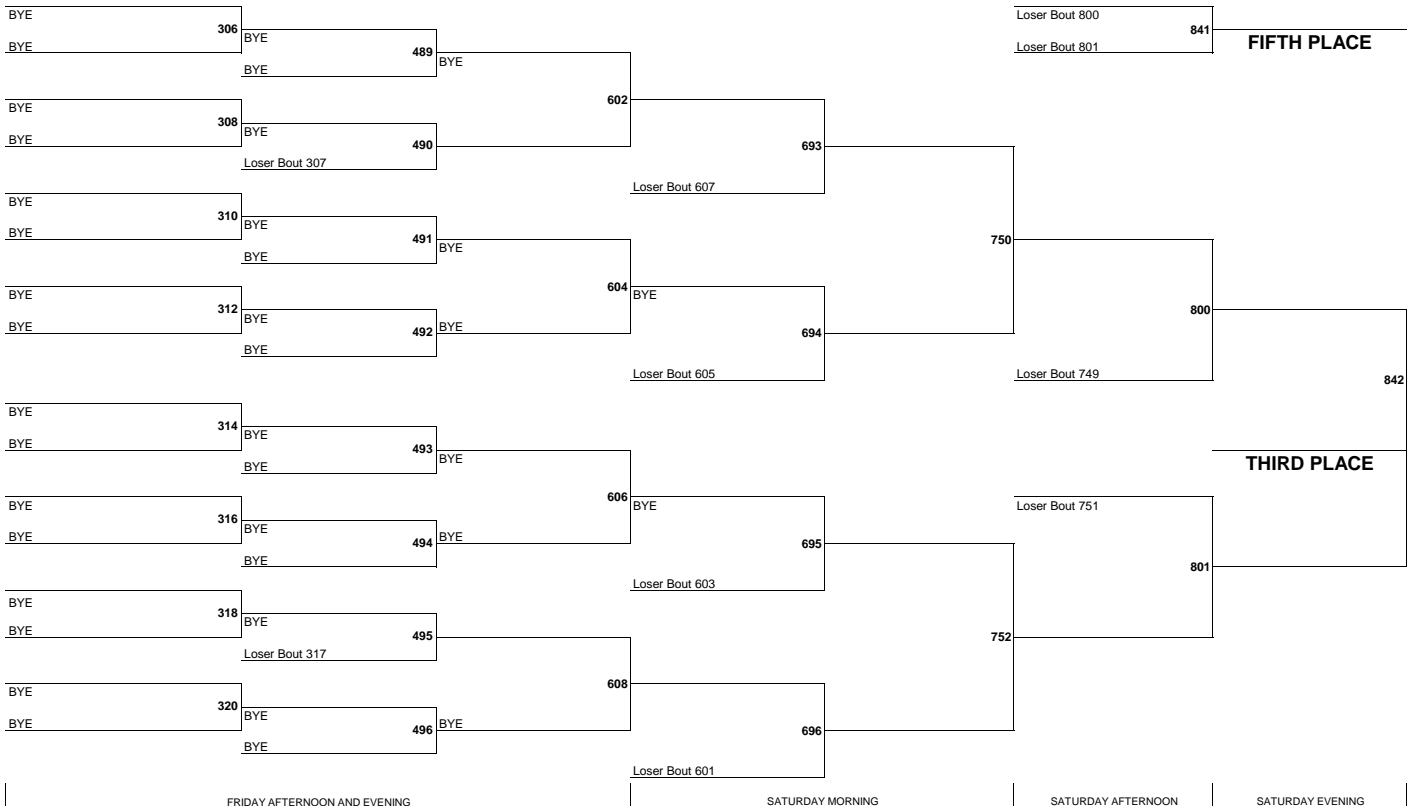 BYE
306
BYE
BYE
489
BYE
BYE
BYE
308
BYE
BYE
490
Loser Bout 307
602
693
Loser Bout 607
BYE
310
BYE
BYE
491
BYE
BYE
BYE
312
BYE
BYE
492
BYE
BYE
604
BYE
694
Loser Bout 605
750
800
Loser Bout 749
BYE
314
BYE
BYE
493
BYE
BYE
BYE
316
BYE
BYE
494
BYE
BYE
606
BYE
695
Loser Bout 603
BYE
318
BYE
BYE
495
Loser Bout 317
BYE
320
BYE
BYE
496
BYE
BYE
608
696
Loser Bout 601
752
Loser Bout 751
801
842
THIRD PLACE
Loser Bout 800
841
Loser Bout 801
FIFTH PLACE
FRIDAY AFTERNOON AND EVENING
SATURDAY MORNING
SATURDAY AFTERNOON
SATURDAY EVENING